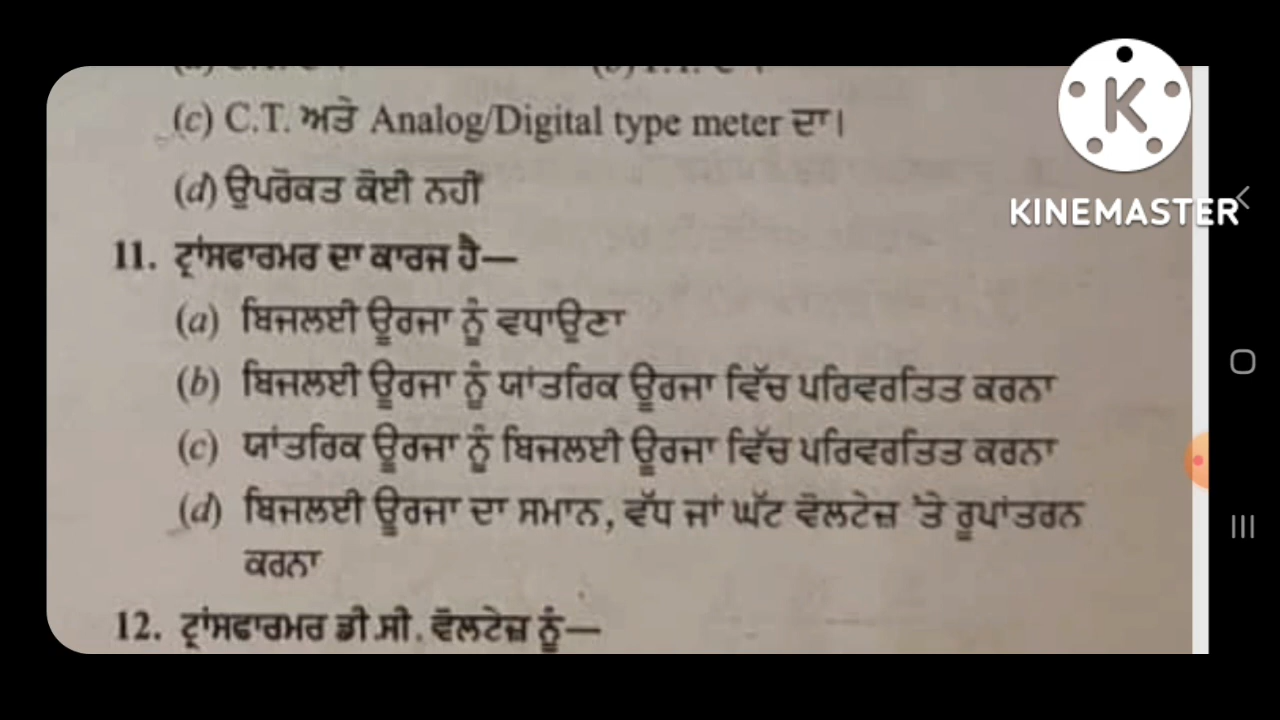 (c) C.T. ਅਤੇ Analog/Digital type meter ਦਾ।
(d) ਉਪਰੋਕਤ ਕੋਈ ਨਹੀਂ
11. ਟ੍ਰਾਂਸਫਾਰਮਰ ਦਾ ਕਾਰਜ ਹੈ—
(a) ਬਿਜਲਈ ਊਰਜਾ ਨੂੰ ਵਧਾਉਣਾ
(b) ਬਿਜਲਈ ਊਰਜਾ ਨੂੰ ਯਾਂਤਰਿਕ ਊਰਜਾ ਵਿੱਚ ਪਰਿਵਰਤਿਤ ਕਰਨਾ
(c) ਯਾਂਤਰਿਕ ਊਰਜਾ ਨੂੰ ਬਿਜਲਈ ਊਰਜਾ ਵਿੱਚ ਪਰਿਵਰਤਿਤ ਕਰਨਾ
(d) ਬਿਜਲਈ ਊਰਜਾ ਦਾ ਸਮਾਨ, ਵੱਧ ਜਾਂ ਘੱਟ ਵੋਲਟੇਜ਼ 'ਤੇ ਰੂਪਾਂਤਰਨ
ਕਰਨਾ
12. ਟ੍ਰਾਂਸਫਾਰਮਰ ਡੀ.ਸੀ. ਵੋਲਟੇਜ਼ ਨੂੰ—
K
KINEMASTER